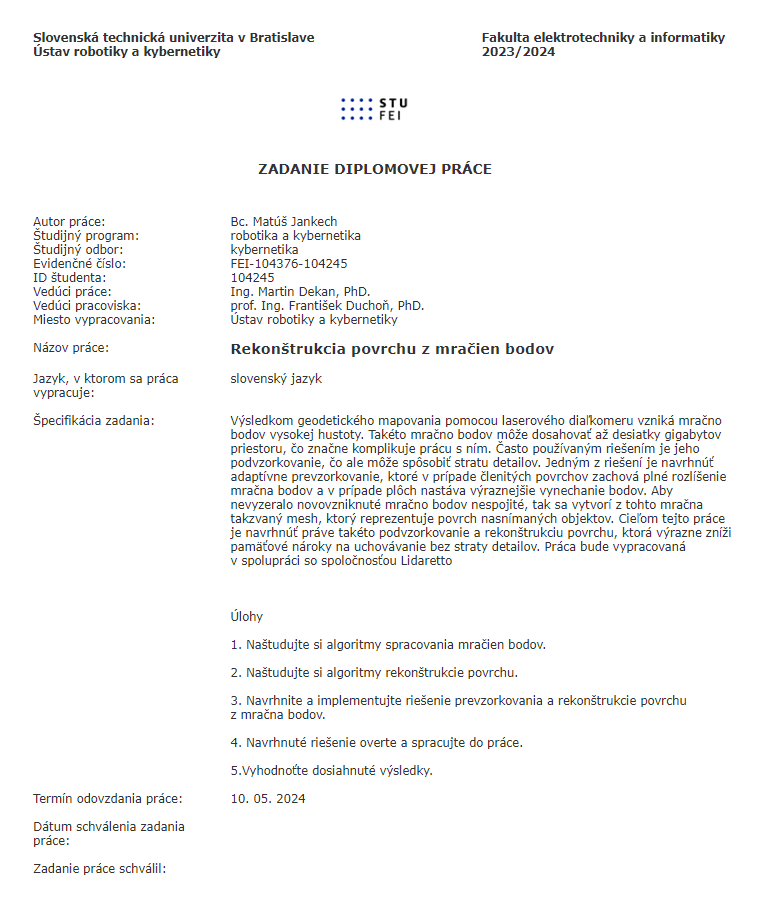 Slovenská technická univerzita v Bratislave
Ústav robotiky a kybernetiky
Fakulta elektrotechniky a informatiky
2023/2024
STU
FEI
ZADANIE DIPLOMOVEJ PRÁCE
Autor práce: Bc. Matúš Jankech
Študijný program: robotika a kybernetika
Študijný odbor: kybernetika
Evidenčné číslo: FEI-104376-104245
ID študenta: 104245
Vedúci práce: Ing. Martin Dekan, PhD.
Vedúci pracoviska: prof. Ing. František Duchoň, PhD.
Miesto vypracovania: Ústav robotiky a kybernetiky
Názov práce: Rekonštrukcia povrchu z mračien bodov
Jazyk, v ktorom sa práca vypracuje: slovenský jazyk
Špecifikácia zadania: Výsledkom geodetického mapovania pomocou laserového diaľkomeru vzniká mračno
bodov vysokej hustoty. Takéto mračno bodov môže dosahovať až desiatky gigabytov
priestoru, čo značne komplikuje prácu s ním. Často používaným riešením je jeho
podvzorkovanie, čo ale môže spôsobiť stratu detailov. Jedným z riešení je navrhnúť
adaptívne prevzorkovanie, ktoré v prípade členitých povrchov zachová plné rozlíšenie
mračna bodov a v prípade plôch nastáva výraznejšie vynechanie bodov. Aby
nevyzeralo novovzniknuté mračno bodov nespojité, tak sa vytvorí z tohto mračna
takzvaný mesh, ktorý reprezentuje povrch nasnímaných objektov. Cieľom tejto práce
je navrhnúť práve takéto podvzorkovanie a rekonštrukciu povrchu, ktorá výrazne zníži
pamäťové nároky na uchovávanie bez straty detailov. Práca bude vypracovaná
v spolupráci so spoločnosťou Lidaretto
Úlohy
1. Naštudujte si algoritmy spracovania mračien bodov.
2. Naštudujte si algoritmy rekonštrukcie povrchu.
3. Navrhnite a implementujte riešenie prevzorkovania a rekonštrukcie povrchu
z mračna bodov.
4. Navrhnuté riešenie overte a spracujte do práce.
5.Vyhodnoťte dosiahnuté výsledky.
Termín odovzdania práce: 10. 05. 2024
Dátum schválenia zadania
práce:
Zadanie práce schválil: